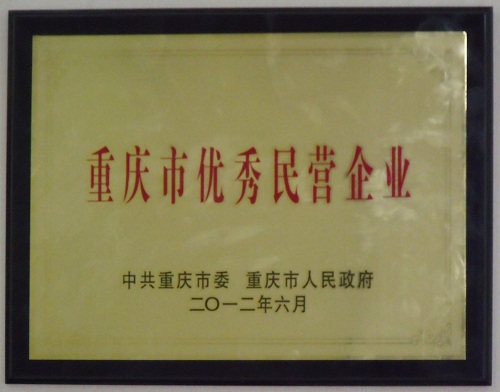 重庆市优秀民营企业
中共重庆市委 重庆市人民政府
二〇一二年六月